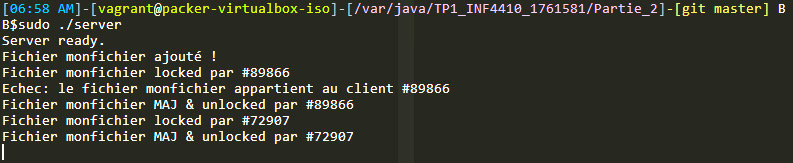 [06:58 AM]-[vagrant@packer-virtualbox-iso]-[/var/java/TP1_INF4410_1761581/Partie_2]-[git master] B
B$sudo ./server
Server ready.
Fichier monfichier ajouté !
Fichier monfichier locked par #89866
Echec: le fichier monfichier appartient au client #89866
Fichier monfichier MAJ & unlocked par #89866
Fichier monfichier locked par #72907
Fichier monfichier MAJ & unlocked par #72907